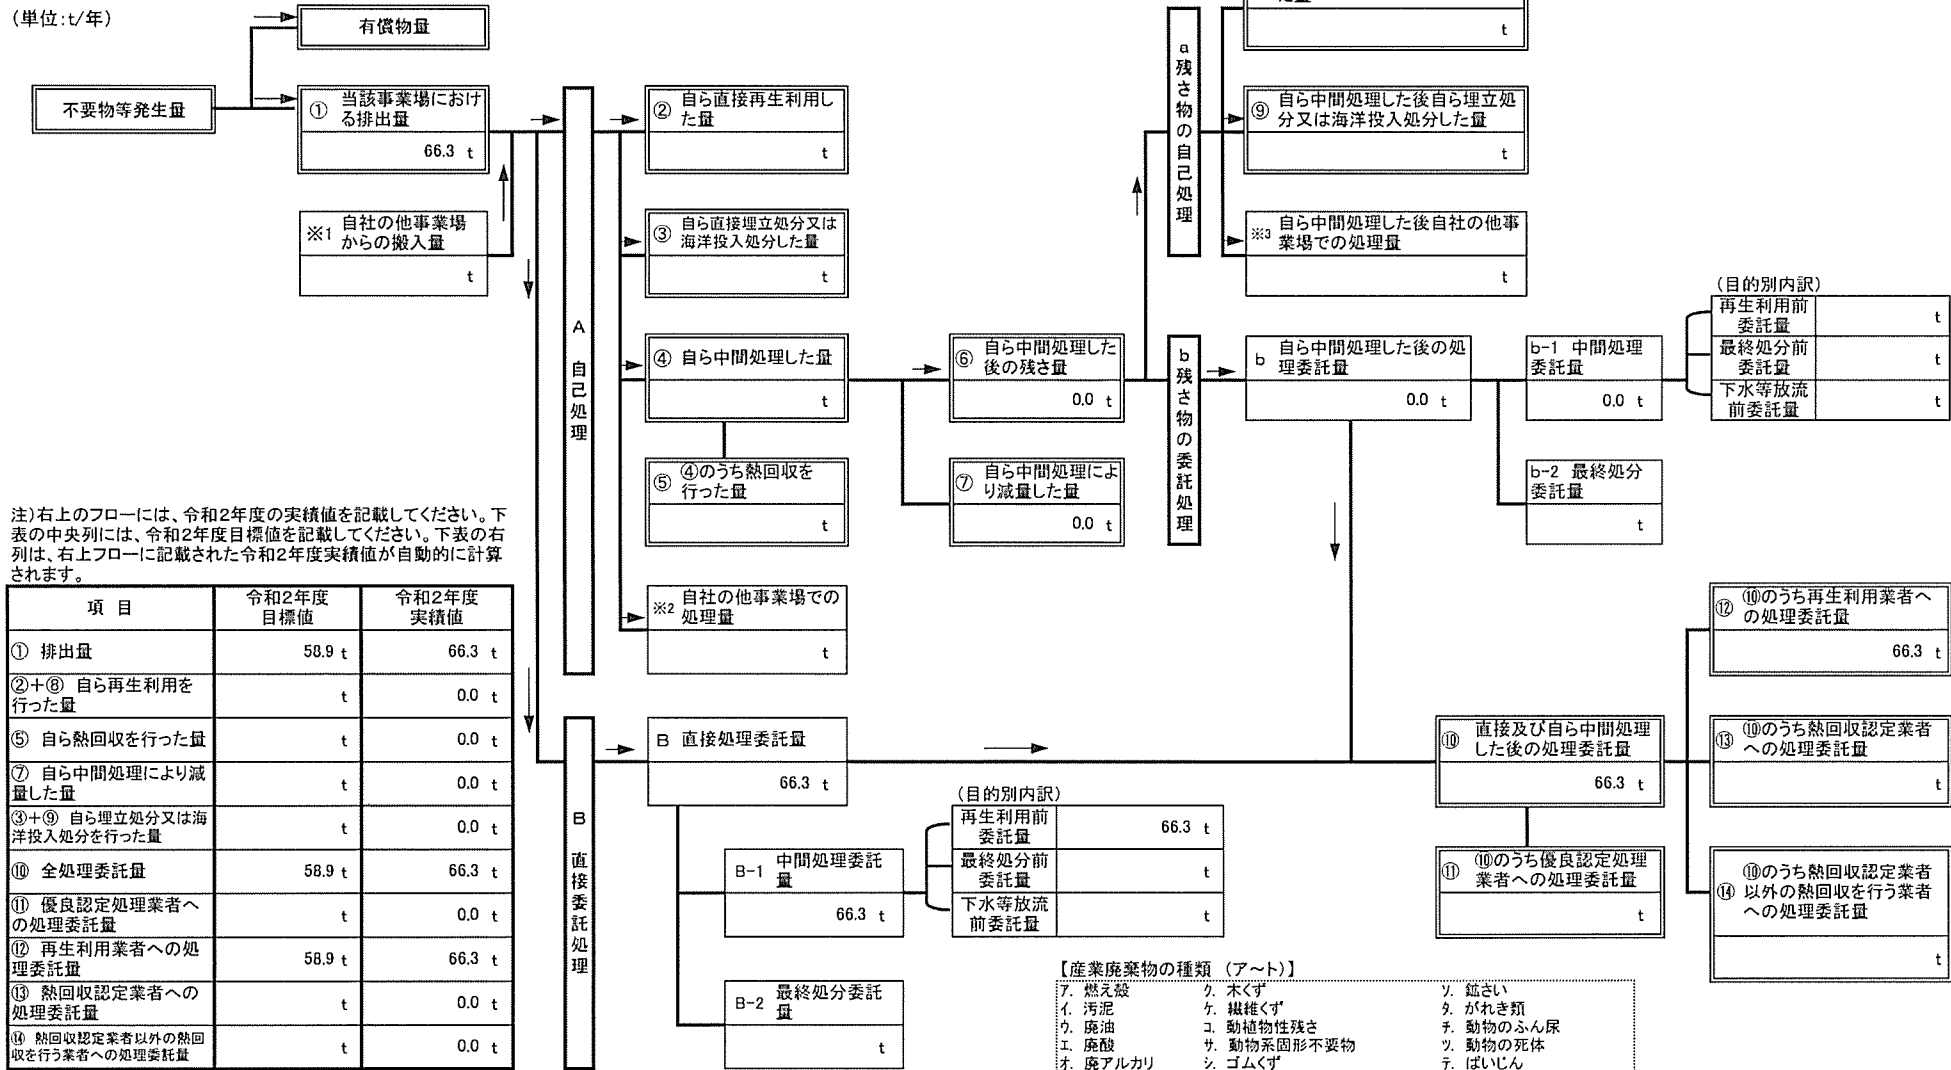 (単位:t/年)
有償物量
不要物等発生量
① 当該事業場におけ
る排出量
66.3 t
※1 自社の他事業場
からの搬入量
t
A 自己処理
② 自ら直接再生利用し
た量
t
③ 自ら直接埋立処分又は
海洋投入処分した量
t
④ 自ら中間処理した量
t
⑤ ④のうち熱回収を
行った量
t
※2 自社の他事業場での
処理量
t
⑥ 自ら中間処理した
後の残さ量
0.0 t
⑦ 自ら中間処理によ
り減量した量
0.0 t
a 残さ物の自己処理
t
⑨ 自ら中間処理した後自ら埋立処
分又は海洋投入処分した量
t
※3 自ら中間処理した後自社の他事
業場での処理量
t
b 残さ物の委託処理
b 自ら中間処理した後の処
理委託量
0.0 t
b-1 中間処理
委託量
0.0 t
b-2 最終処分
委託量
t
(目的別内訳)
再生利用前
委託量
t
最終処分前
委託量
t
下水等放流
前委託量
t
注)右上のフローには、令和2年度の実績値を記載してください。下
表の中央列には、令和2年度目標値を記載してください。下表の右
列は、右上フローに記載された令和2年度実績値が自動的に計算
されます。
項 目 令和2年度
目標値 令和2年度
実績値
① 排出量 58.9 t 66.3 t
②+⑧ 自ら再生利用を
行った量 t 0.0 t
⑤ 自ら熱回収を行った量 t 0.0 t
⑦ 自ら中間処理により減
量した量 t 0.0 t
③+⑨ 自ら埋立処分又は海
洋投入処分を行った量 t 0.0 t
⑩ 全処理委託量 58.9 t 66.3 t
⑪ 優良認定処理業者へ
の処理委託量 t 0.0 t
⑫ 再生利用業者への処
理委託量 58.9 t 66.3 t
⑬ 熱回収認定業者への
処理委託量 t 0.0 t
⑭ 熱回収認定業者以外の熱回
収を行う業者への処理委託量 t 0.0 t
B 直接委託処理
B 直接処理委託量
66.3 t
B-1 中間処理委託
量
66.3 t
B-2 最終処分委託
量
t
(目的別内訳)
再生利用前
委託量
66.3 t
最終処分前
委託量
t
下水等放流
前委託量
t
⑩ 直接及び自ら中間処理
した後の処理委託量
66.3 t
⑪ ⑩のうち優良認定処理
業者への処理委託量
t
⑫ ⑩のうち再生利用業者へ
の処理委託量
66.3 t
⑬ ⑩のうち熱回収認定業者
への処理委託量
t
⑭ ⑩のうち熱回収認定業者
以外の熱回収を行う業者
への処理委託量
t
【産業廃棄物の種類 (ア～ト)】
ア. 燃え殻 ク. 木くず ソ. 鉱さい
イ. 汚泥 ケ. 繊維くず タ. がれき類
ウ. 廃油 コ. 動植物性残さ チ. 動物のふん尿
エ. 廃酸 サ. 動物系固形不要物 ツ. 動物の死体
オ. 廃アルカリ シ. ゴムくず テ. ばいじん